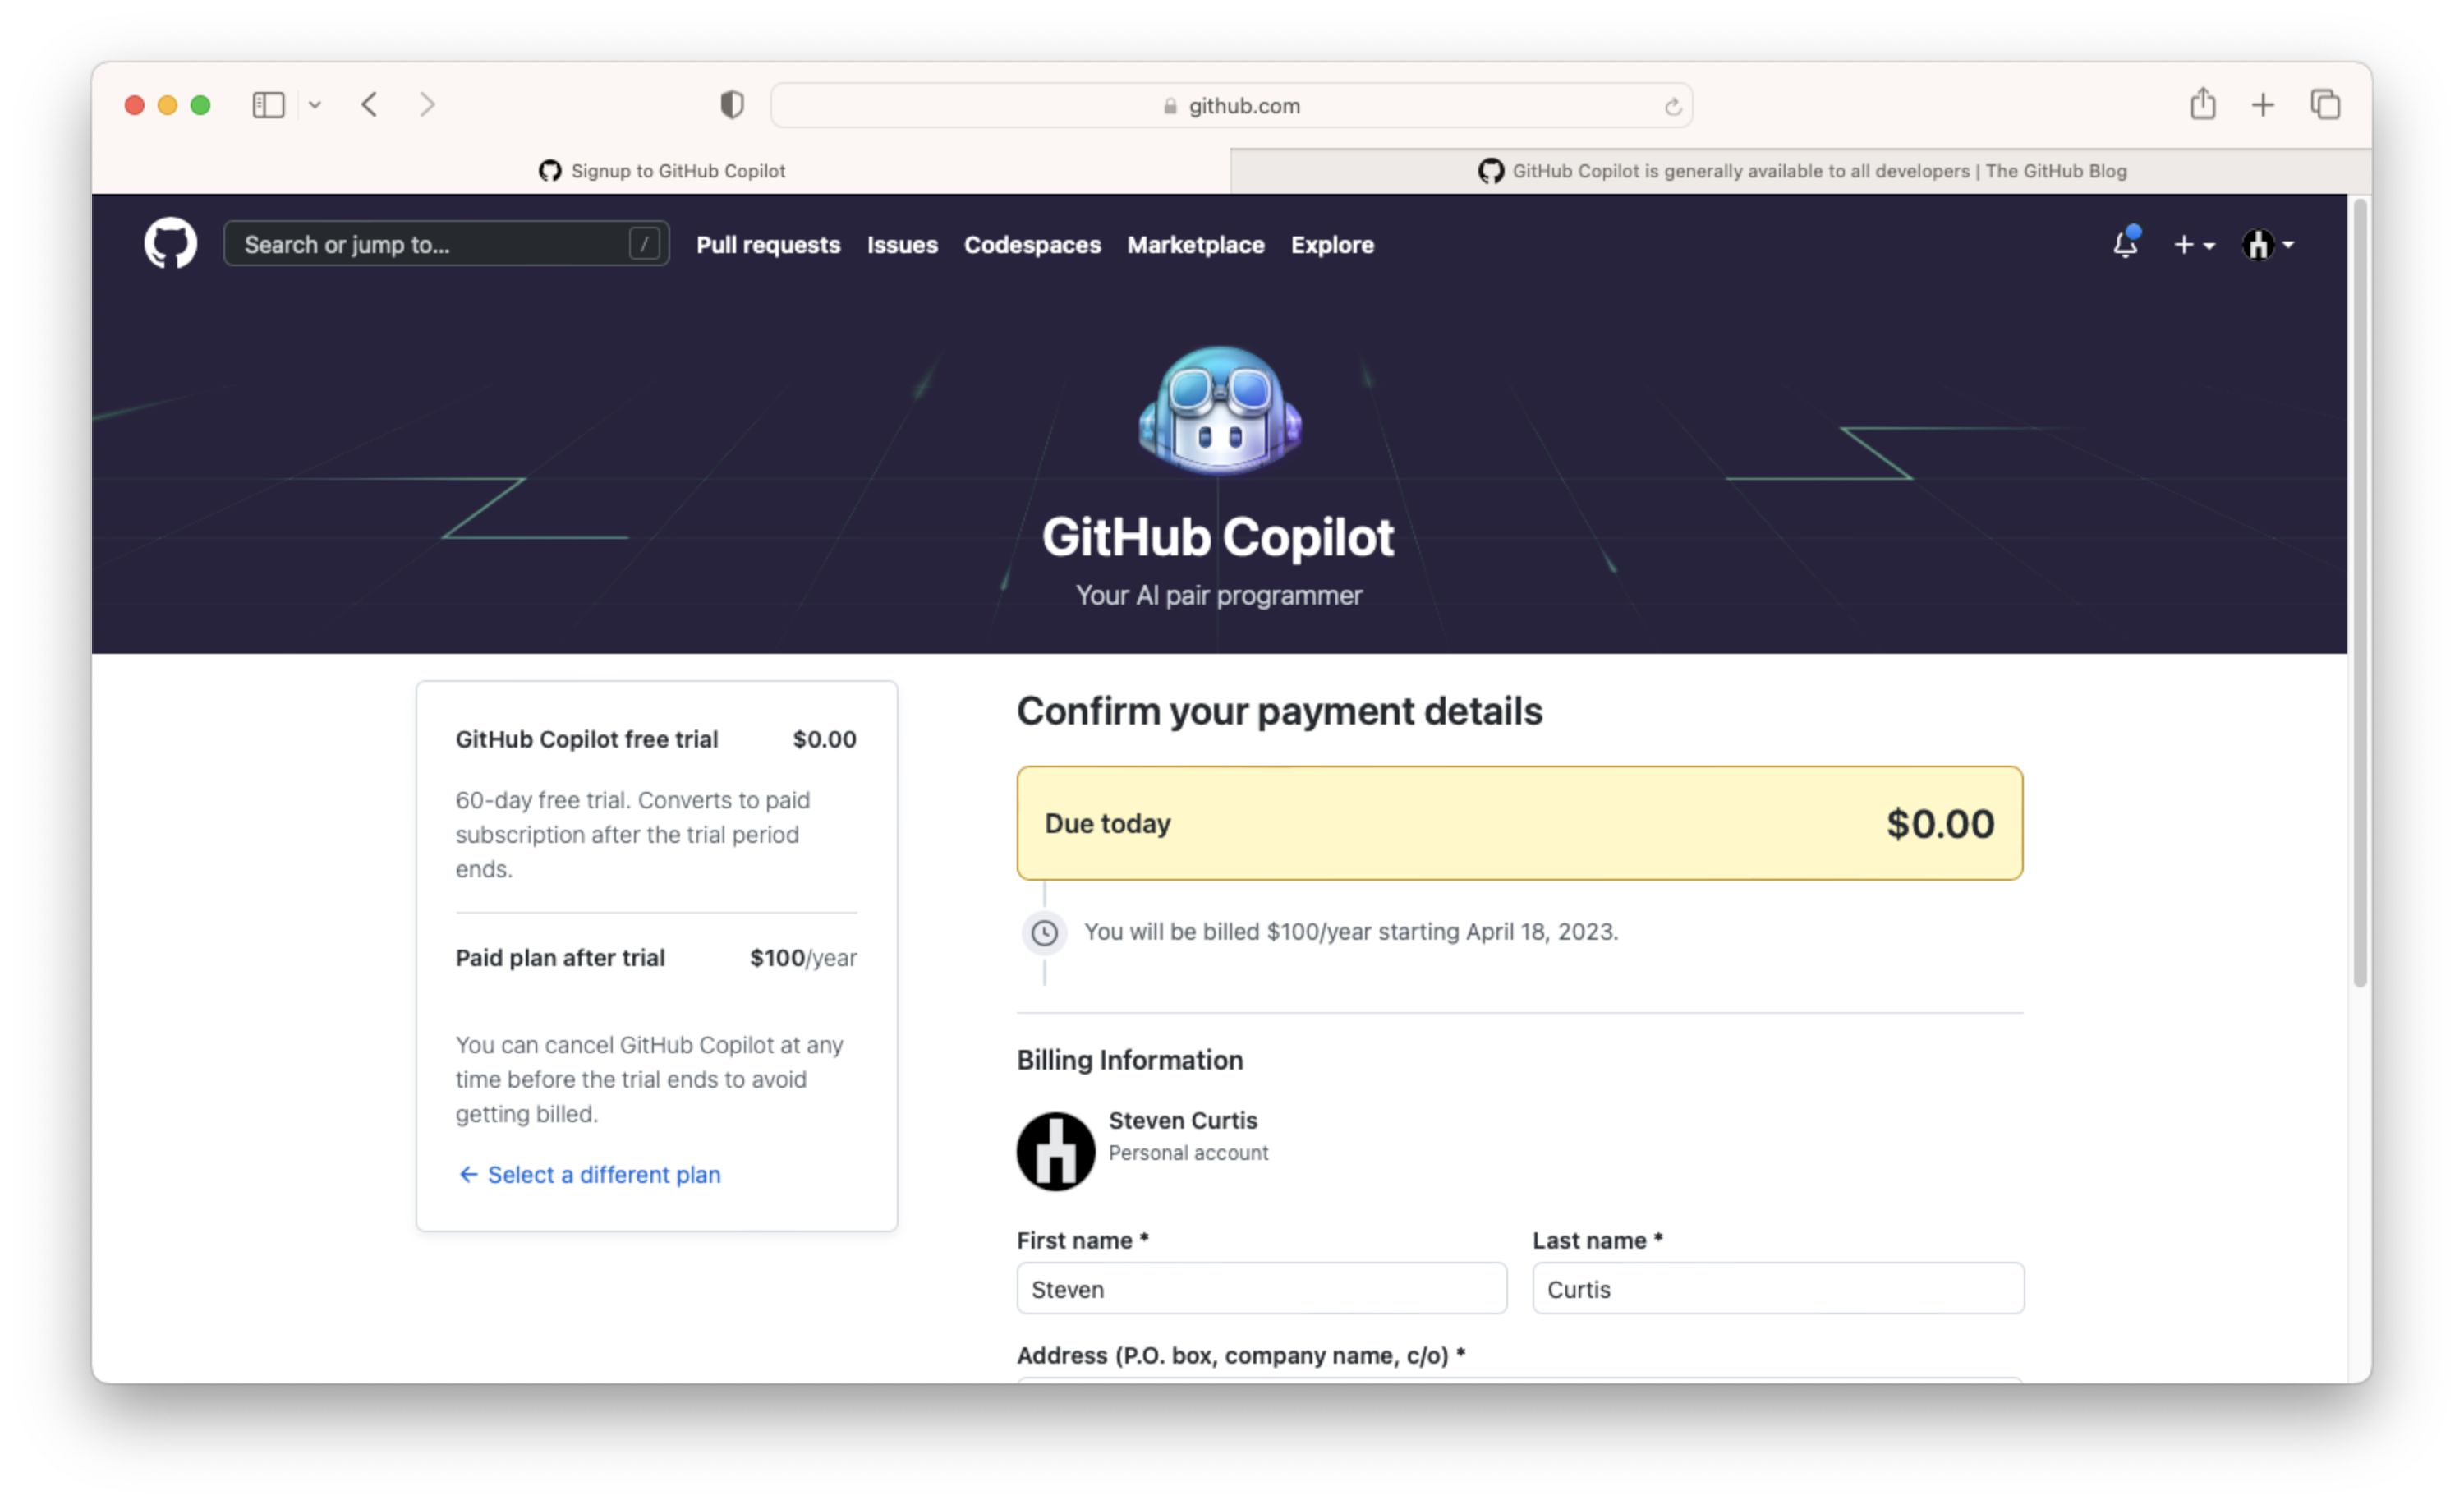 github.com
Signup to GitHub Copilot
GitHub Copilot is generally available to all developers | The GitHub Blog
Search or jump to... /
Pull requests Issues Codespaces Marketplace Explore
GitHub Copilot
Your AI pair programmer
GitHub Copilot free trial $0.00
60-day free trial. Converts to paid
subscription after the trial period
ends.
Paid plan after trial $100/year
You can cancel GitHub Copilot at any
time before the trial ends to avoid
getting billed.
← Select a different plan
Confirm your payment details
Due today $0.00
You will be billed $100/year starting April 18, 2023.
Billing Information
Steven Curtis
Personal account
First name * Last name *
Steven Curtis
Address (P.O. box, company name, c/o) *